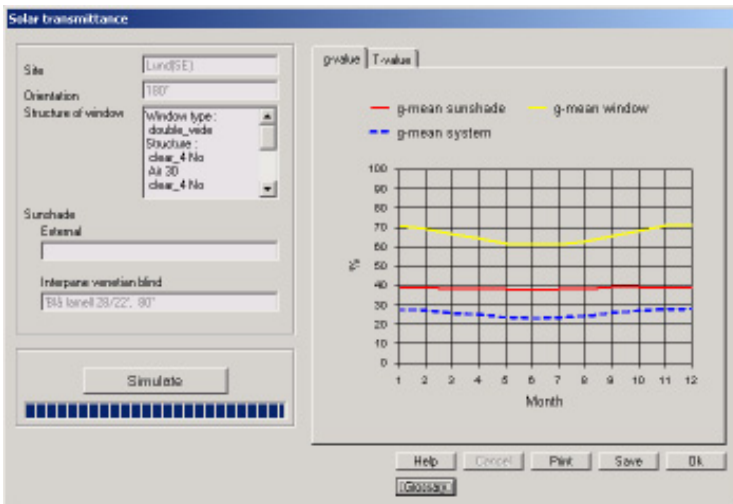 Solar transmittance
Site
Lund(SE)
Orientation
180°
Structure of window
Window type :
double_wide
Structure :
clear_4 No
Air 30
clear_4 No
Sunshade
External
Interpane venetian blind
'Blå lamell 28/22', 80°
Simulate
g-value
T-value
g-mean sunshade
g-mean window
g-mean system
100
90
80
70
60
50
40
30
20
10
0
%
1 2 3 4 5 6 7 8 9 10 11 12
Month
Help
Cancel
Print
Save
Ok
Glossary